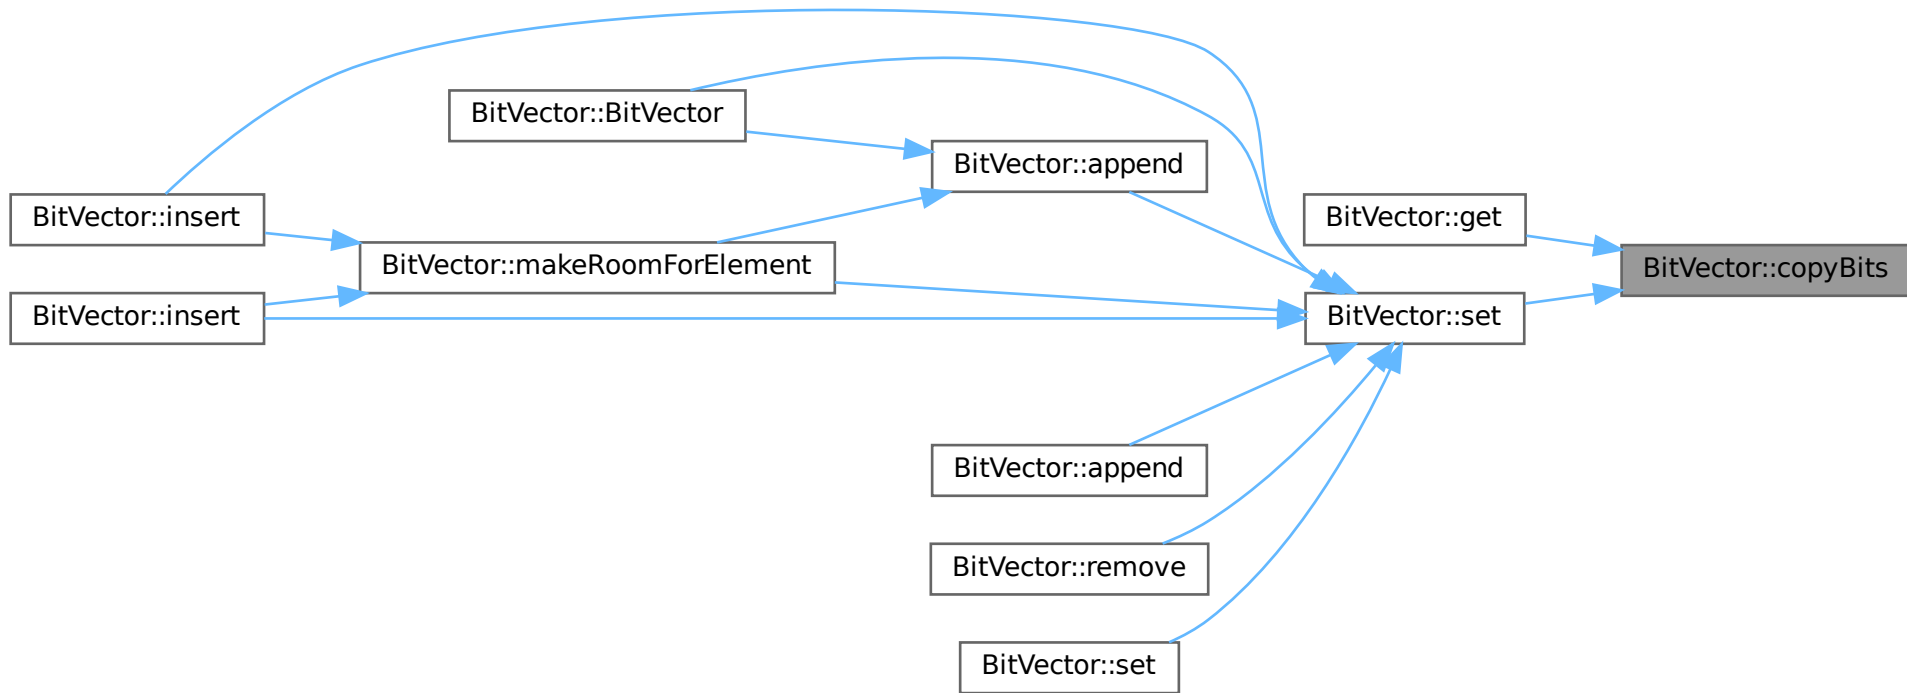 BitVector::BitVector
BitVector::append
BitVector::insert
BitVector::get
BitVector::makeRoomForElement
BitVector::copyBits
BitVector::insert
BitVector::set
BitVector::append
BitVector::remove
BitVector::set